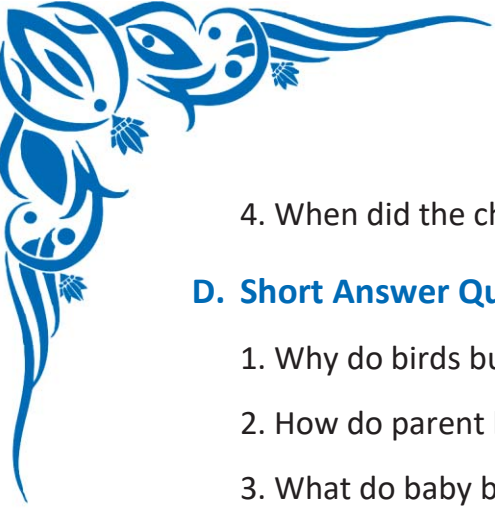 4. When did the
D. Short Answer
1. Why do birds
2. How do parent
3. What do baby